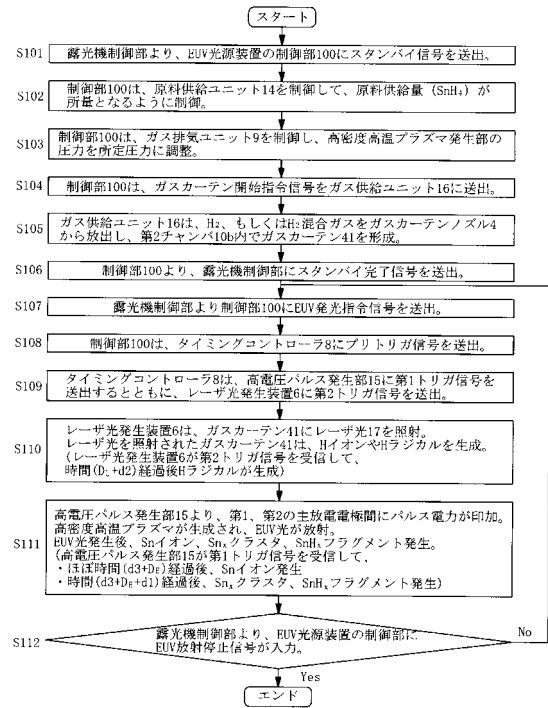 スタート
S101
露光機制御部より、EUV光源装置の制御部100にスタンバイ信号を送出。
S102
制御部100は、原料供給ユニット14を制御して、原料供給量 (SnH₄) が
所量となるように制御。
S103
制御部100は、ガス排気ユニット9を制御し、高密度高温プラズマ発生部の
圧力を所定圧力に調整。
S104
制御部100は、ガスカーテン開始指令信号をガス供給ユニット16に送出。
S105
ガス供給ユニット16は、H₂、もしくはH₂混合ガスをガスカーテンノズル4
から放出し、第2チャンバ10b内でガスカーテン41を形成。
S106
制御部100より、露光機制御部にスタンバイ完了信号を送出。
S107
露光機制御部より制御部100にEUV発光指令信号を送出。
S108
制御部100は、タイミングコントローラ8にプリトリガ信号を送出。
S109
タイミングコントローラ8は、高電圧パルス発生部15に第1トリガ信号を
送出するとともに、レーザ光発生装置6に第2トリガ信号を送出。
S110
レーザ光発生装置6は、ガスカーテン41にレーザ光17を照射。
レーザ光を照射されたガスカーテン41は、HイオンやHラジカルを生成。
(レーザ光発生装置6が第2トリガ信号を受信して、
時間(D_L+d2)経過後Hラジカルが生成)
S111
高電圧パルス発生部15より、第1、第2の主放電電極間にパルス電力が印加。
高密度高温プラズマが生成され、EUV光が放射。
EUV光発生後、Snイオン、Snₓクラスタ、SnHₓフラグメント発生。
(高電圧パルス発生部15が第1トリガ信号を受信して、
・ほぼ時間(d3+D_E)経過後、Snイオン発生
・時間(d3+D_E+d1)経過後、Snₓクラスタ、SnHₓフラグメント発生)
S112
露光機制御部より、EUV光源装置の制御部に
EUV放射停止信号が入力。
No
Yes
エンド